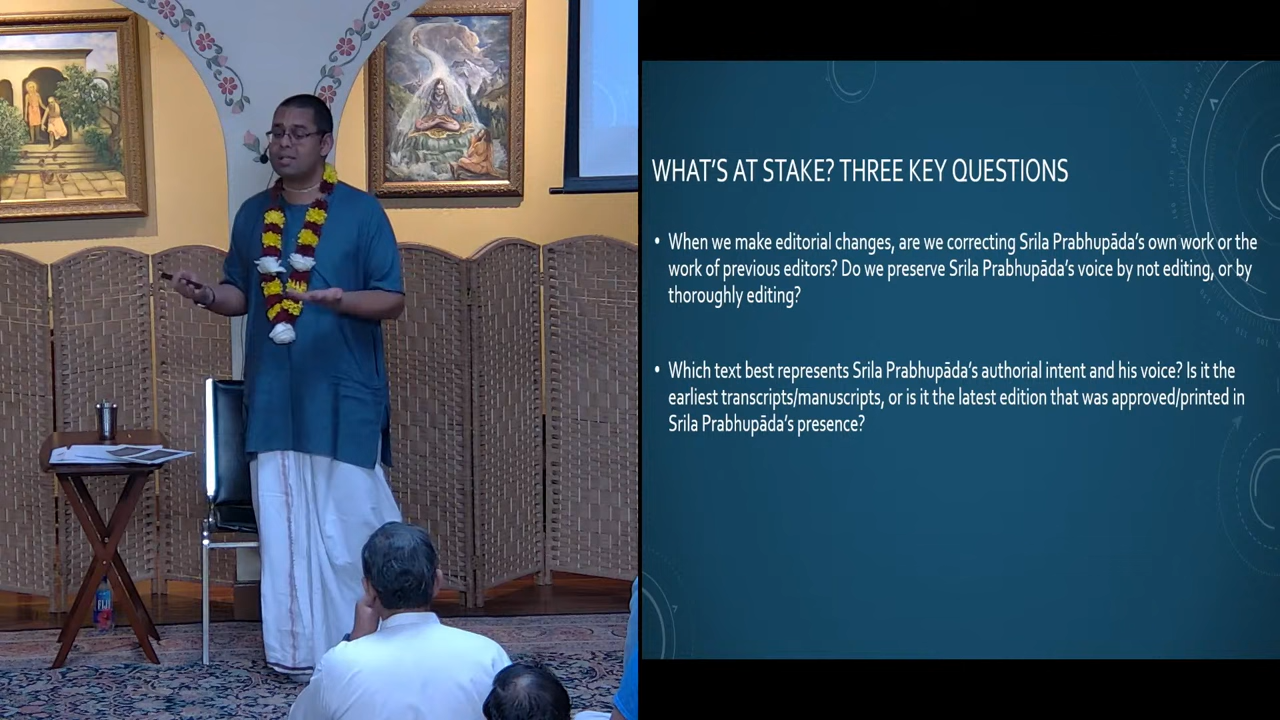 WHAT'S AT STAKE? THREE KEY QUESTIONS
• When we make editorial changes, are we correcting Srila Prabhupāda's own work or the
work of previous editors? Do we preserve Srila Prabhupāda's voice by not editing, or by
thoroughly editing?
• Which text best represents Srila Prabhupāda's authorial intent and his voice? Is it the
earliest transcripts/manuscripts, or is it the latest edition that was approved/printed in
Srila Prabhupāda's presence?
FIJI